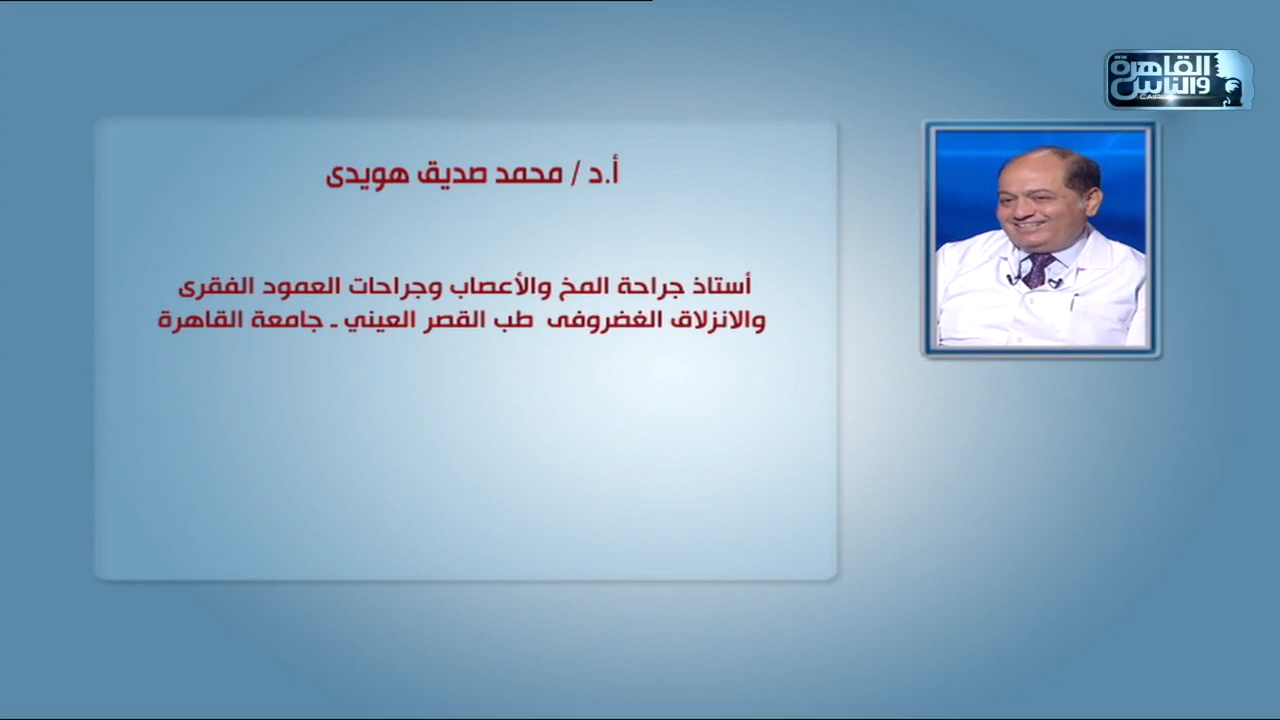 القاهرة
والناس
أ.د / محمد صديق هويدى
أستاذ جراحة المخ والأعصاب وجراحات العمود الفقرى
والانزلاق الغضروفى طب القصر العيني - جامعة القاهرة